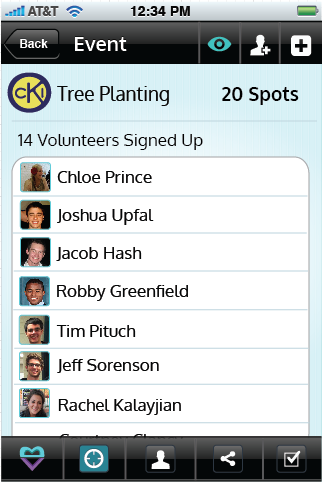 AT&T 12:34 PM
Back Event
CKI Tree Planting 20 Spots
14 Volunteers Signed Up
Chloe Prince
Joshua Upfal
Jacob Hash
Robby Greenfield
Tim Pituch
Jeff Sorenson
Rachel Kalayjian